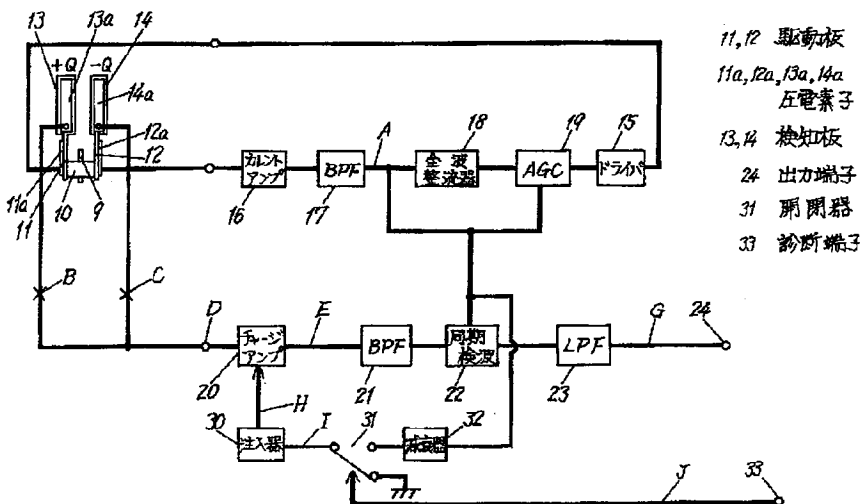 13 13a 14
+Q -Q
14a
12a
12
11a
11
10 9
カレントアンプ
16
BPF
17
A
全波整流器
18
AGC
19
ドライバ
15
B
C
D
チャージアンプ
20
E
BPF
21
同期検波
22
LPF
23
G
24
H
注入器
30
I
31
減衰器
32
J
33
11,12 駆動板
11a,12a,13a,14a
圧電素子
13,14 検知板
24 出力端子
31 開閉器
33 診断端子